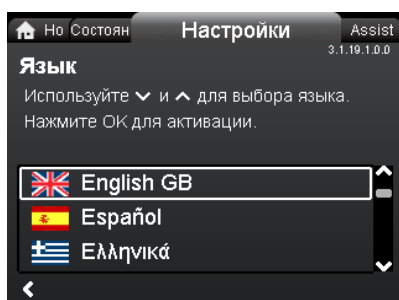 Но Состоян Настройки Assist
3.1.19.1.0.0
Язык
Используйте и для выбора языка.
Нажмите OK для активации.
English GB
Español
Ελληνικά